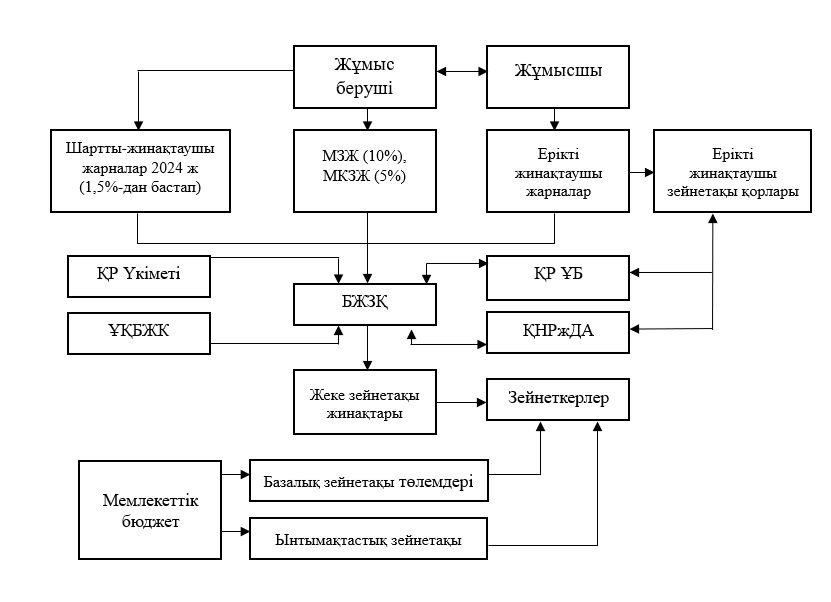 Жұмыс
беруші
Жұмысшы
Шартты-жинақтаушы
жарналар 2024 ж
(1,5%-дан бастап)
МЗЖ (10%),
МКЗЖ (5%)
Ерікті
жинақтаушы
жарналар
Ерікті
жинақтаушы
зейнетақы қорлары
ҚР Үкіметі
БЖЗҚ
ҚР ҰБ
ҰҚБЖК
ҚНРжДА
Жеке зейнетақы
жинақтары
Зейнеткерлер
Мемлекеттік
бюджет
Базалық зейнетақы төлемдері
Ынтымақтастық зейнетақы